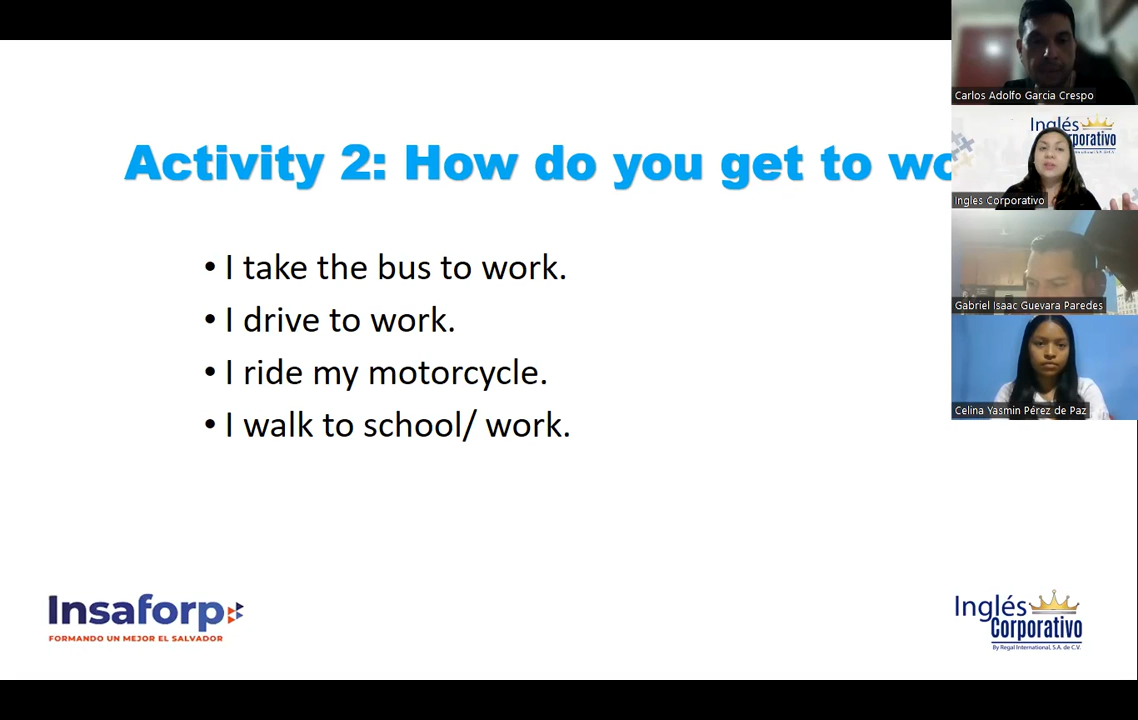 Activity 2: How do you get to wo
• I take the bus to work.
• I drive to work.
• I ride my motorcycle.
• I walk to school/ work.
Insaforp
FORMANDO UN MEJOR EL SALVADOR
Inglés
Corporativo
By Regal International, S.A. de C.V.
Carlos Adolfo Garcia Crespo
Inglés
orporativo
Ingles Corporativo
Gabriel Isaac Guevara Paredes
Celina Yasmin Pérez de Paz